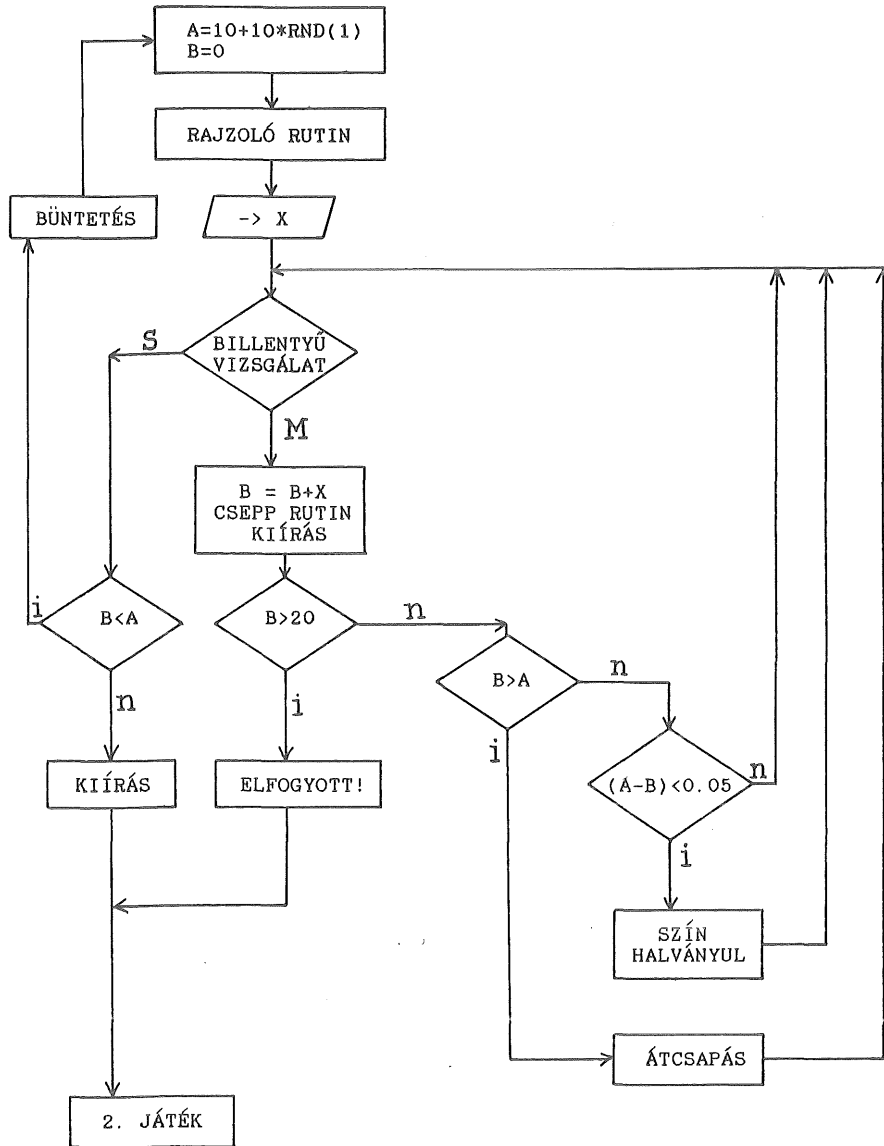 A=10+10*RND(1)
B=0
RAJZOLÓ RUTIN
BÜNTETÉS
-> X
S
BILLENTYŰ
VIZSGÁLAT
M
B = B+X
CSEPP RUTIN
KIÍRÁS
i
B<A
B>20
n
B>A
n
n
i
i
KIÍRÁS
ELFOGYOTT!
(A-B)<0.05
n
i
SZÍN
HALVÁNYUL
ÁTCSAPÁS
2. JÁTÉK